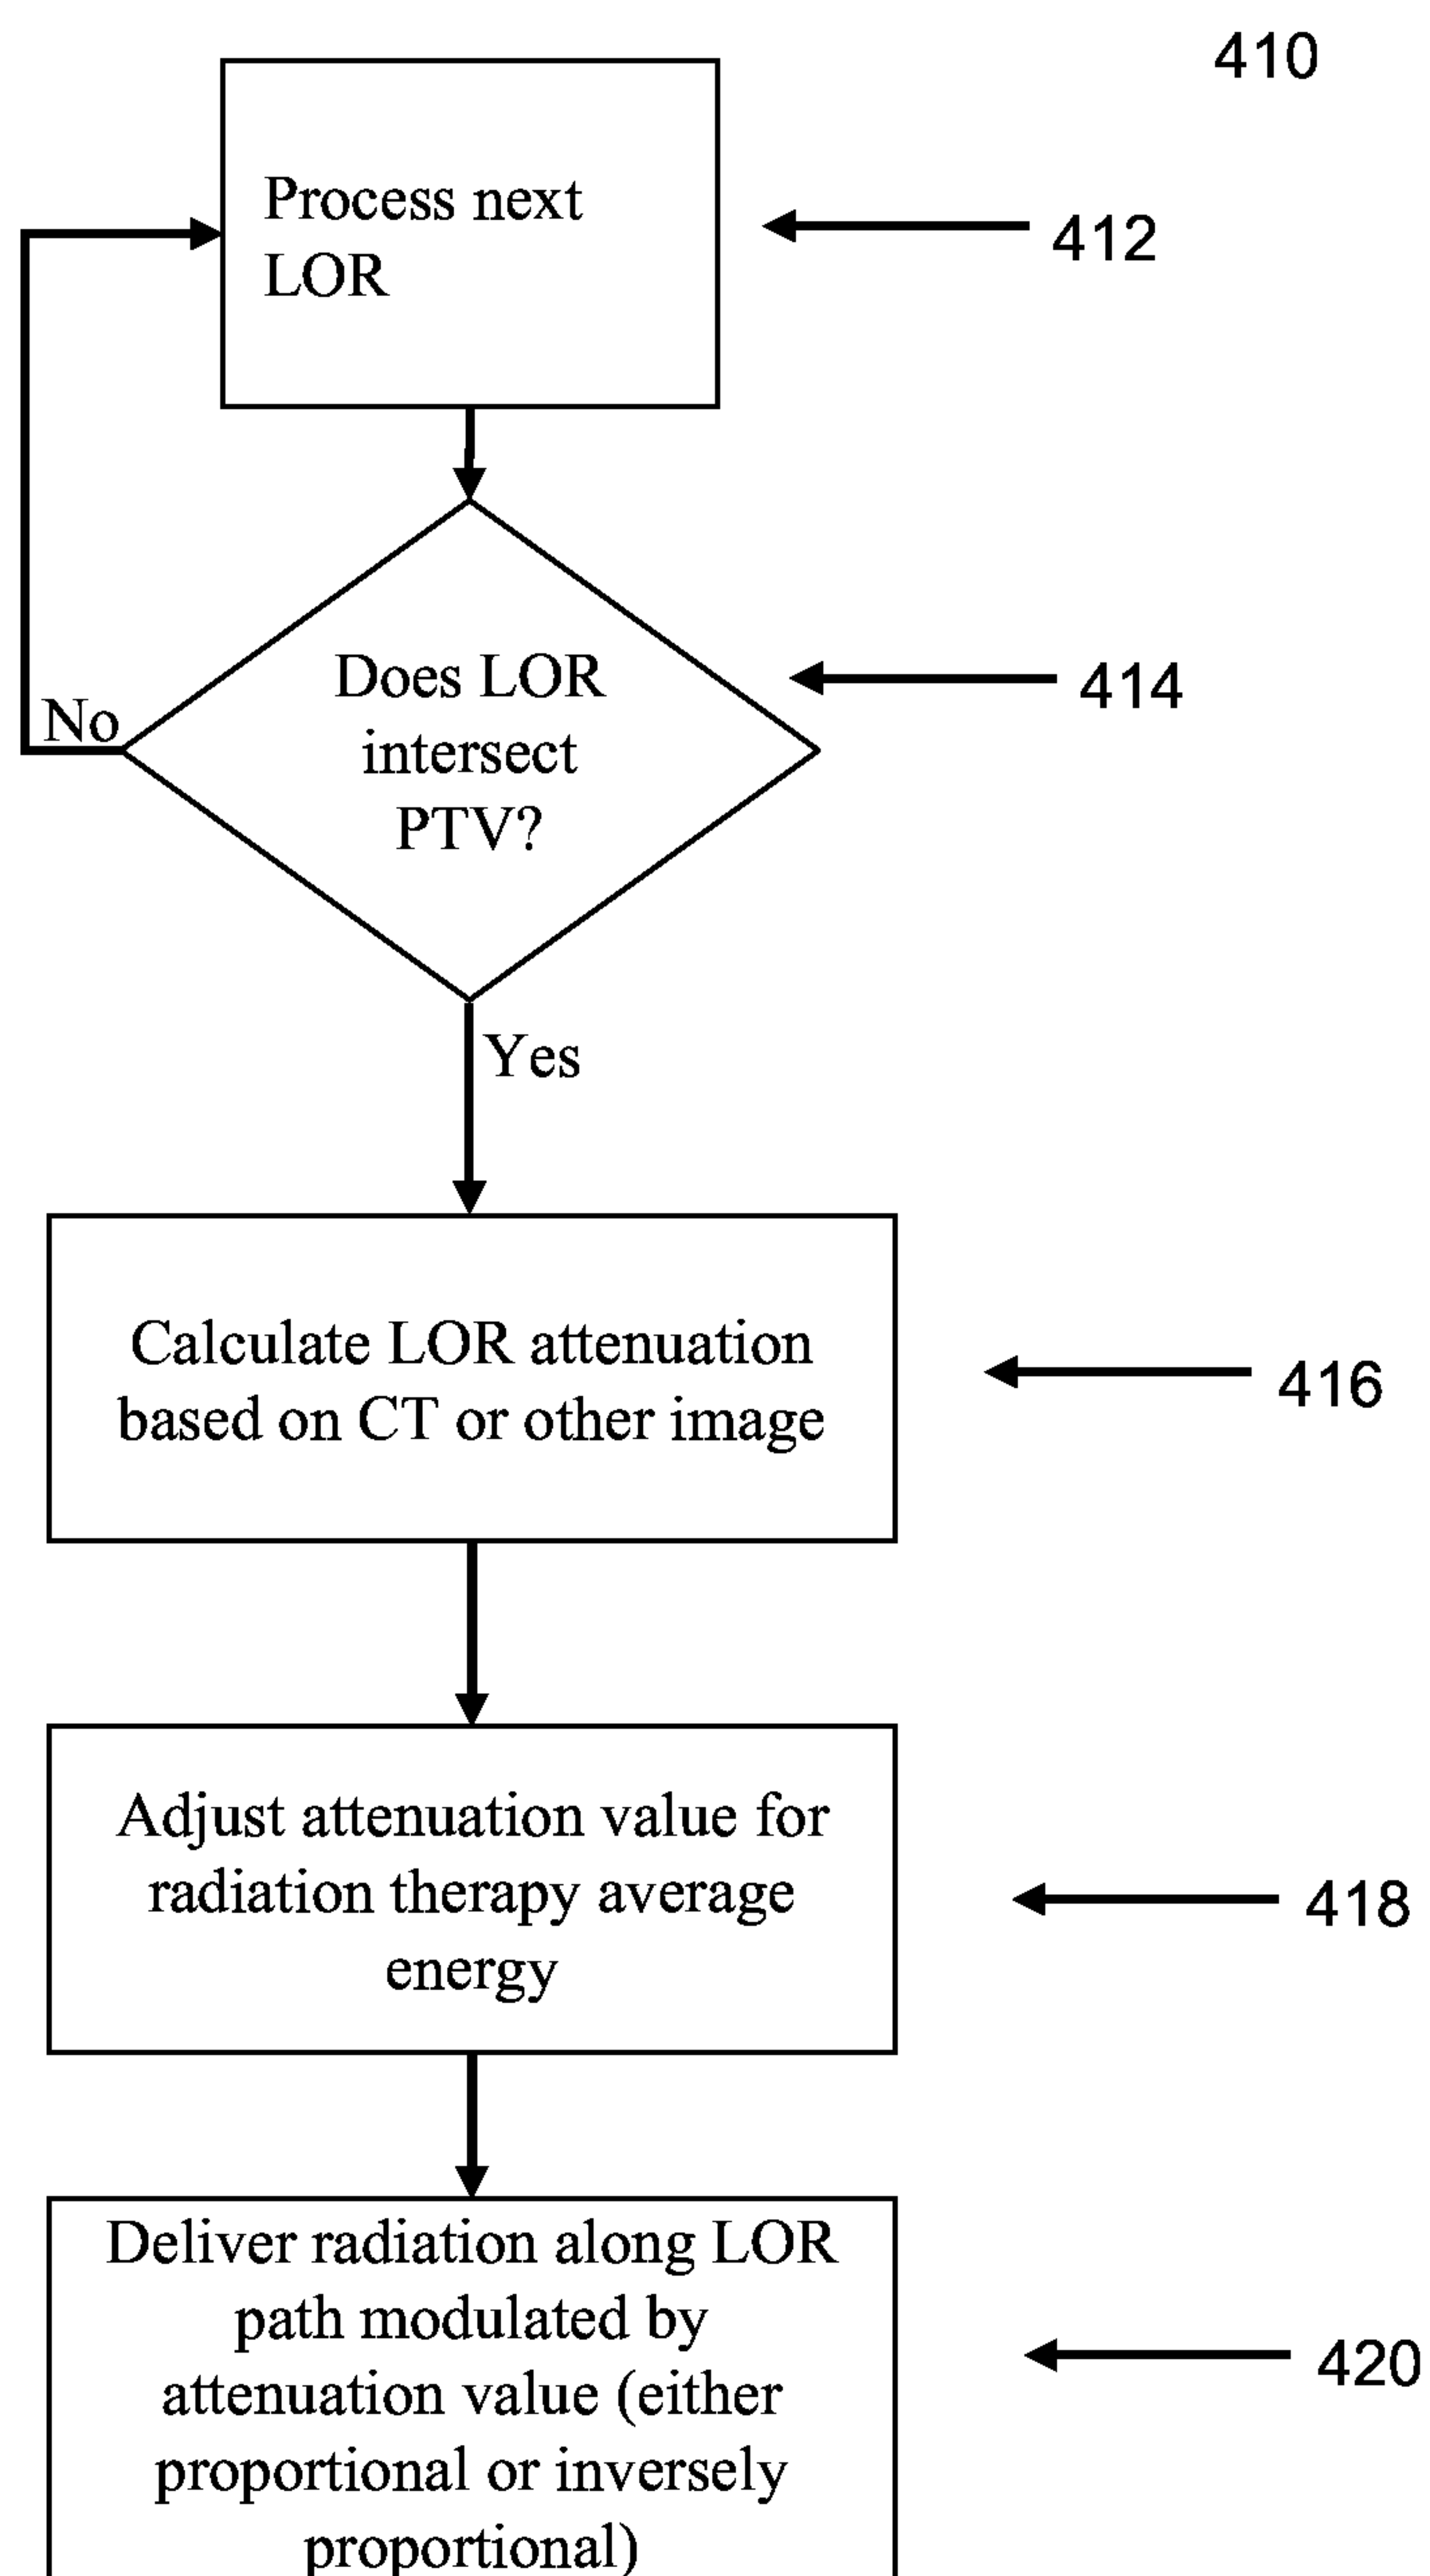 410
Process next
LOR
412
Does LOR
intersect
PTV?
414
No
Yes
Calculate LOR attenuation
based on CT or other image
416
Adjust attenuation value for
radiation therapy average
energy
418
Deliver radiation along LOR
path modulated by
attenuation value (either
proportional or inversely
proportional)
420